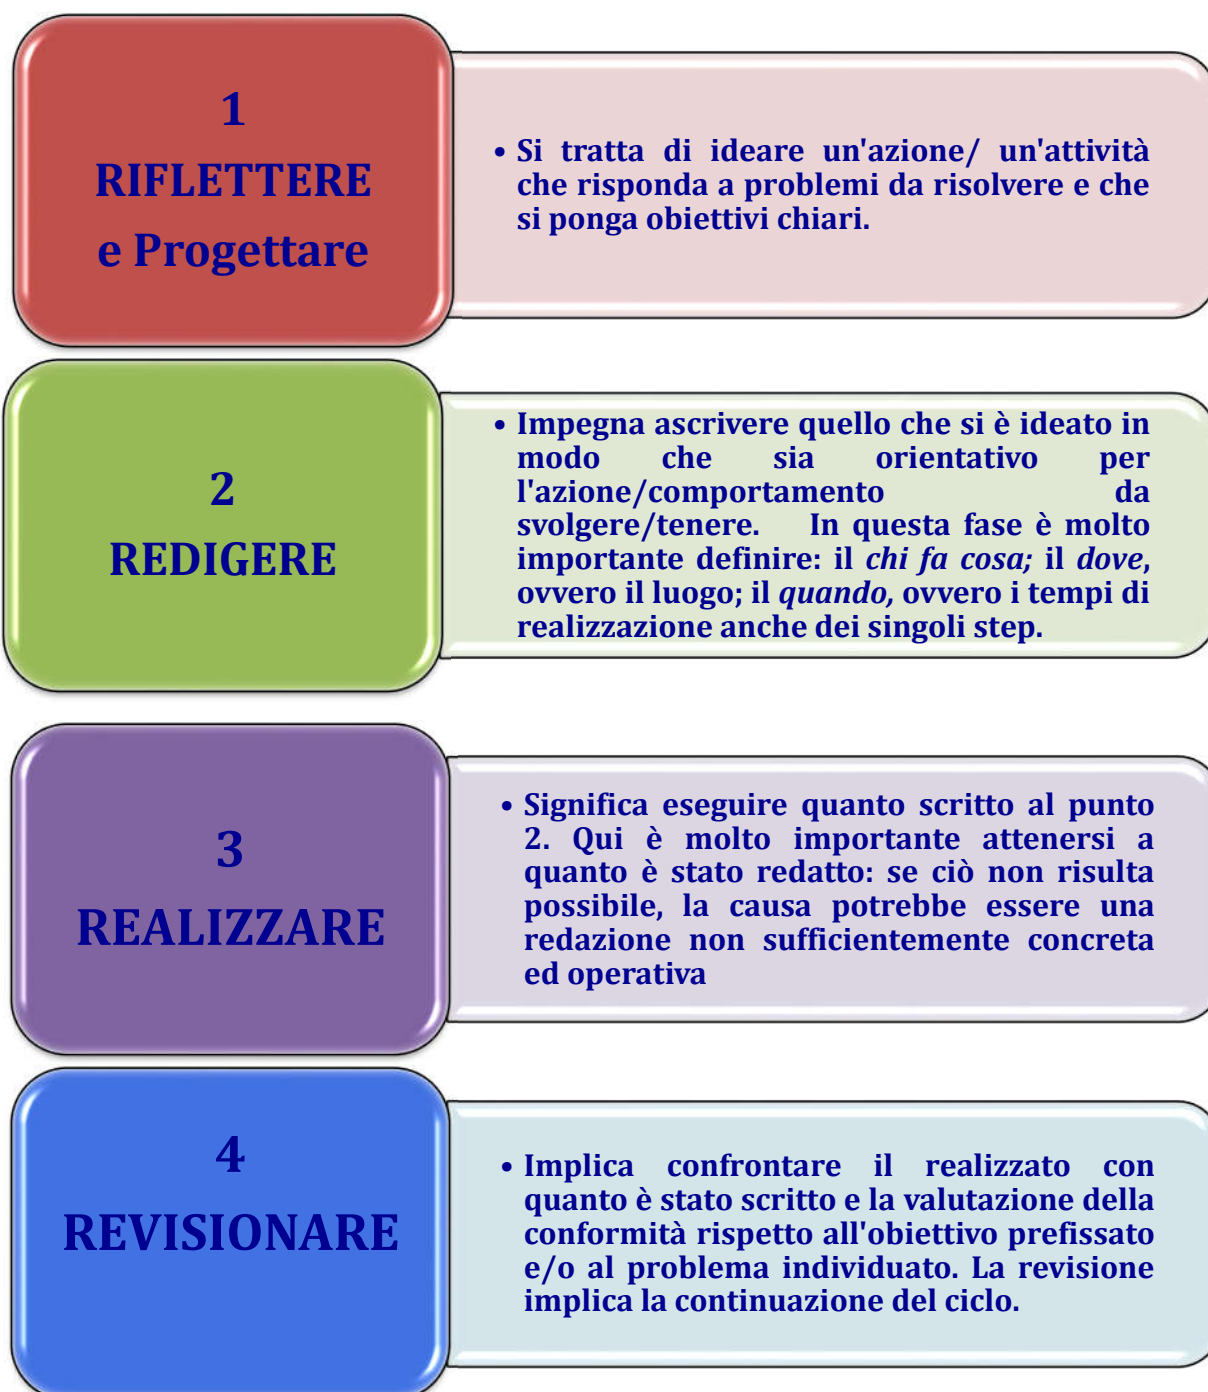 1
RIFLETTERE
e Progettare
• Si tratta di ideare un'azione/ un'attività
che risponda a problemi da risolvere e che
si ponga obiettivi chiari.
2
REDIGERE
• Impegna ascrivere quello che si è ideato in
modo che sia orientativo per
l'azione/comportamento da
svolgere/tenere. In questa fase è molto
importante definire: il chi fa cosa; il dove,
ovvero il luogo; il quando, ovvero i tempi di
realizzazione anche dei singoli step.
3
REALIZZARE
• Significa eseguire quanto scritto al punto
2. Qui è molto importante attenersi a
quanto è stato redatto: se ciò non risulta
possibile, la causa potrebbe essere una
redazione non sufficientemente concreta
ed operativa
4
REVISIONARE
• Implica confrontare il realizzato con
quanto è stato scritto e la valutazione della
conformità rispetto all'obiettivo prefissato
e/o al problema individuato. La revisione
implica la continuazione del ciclo.